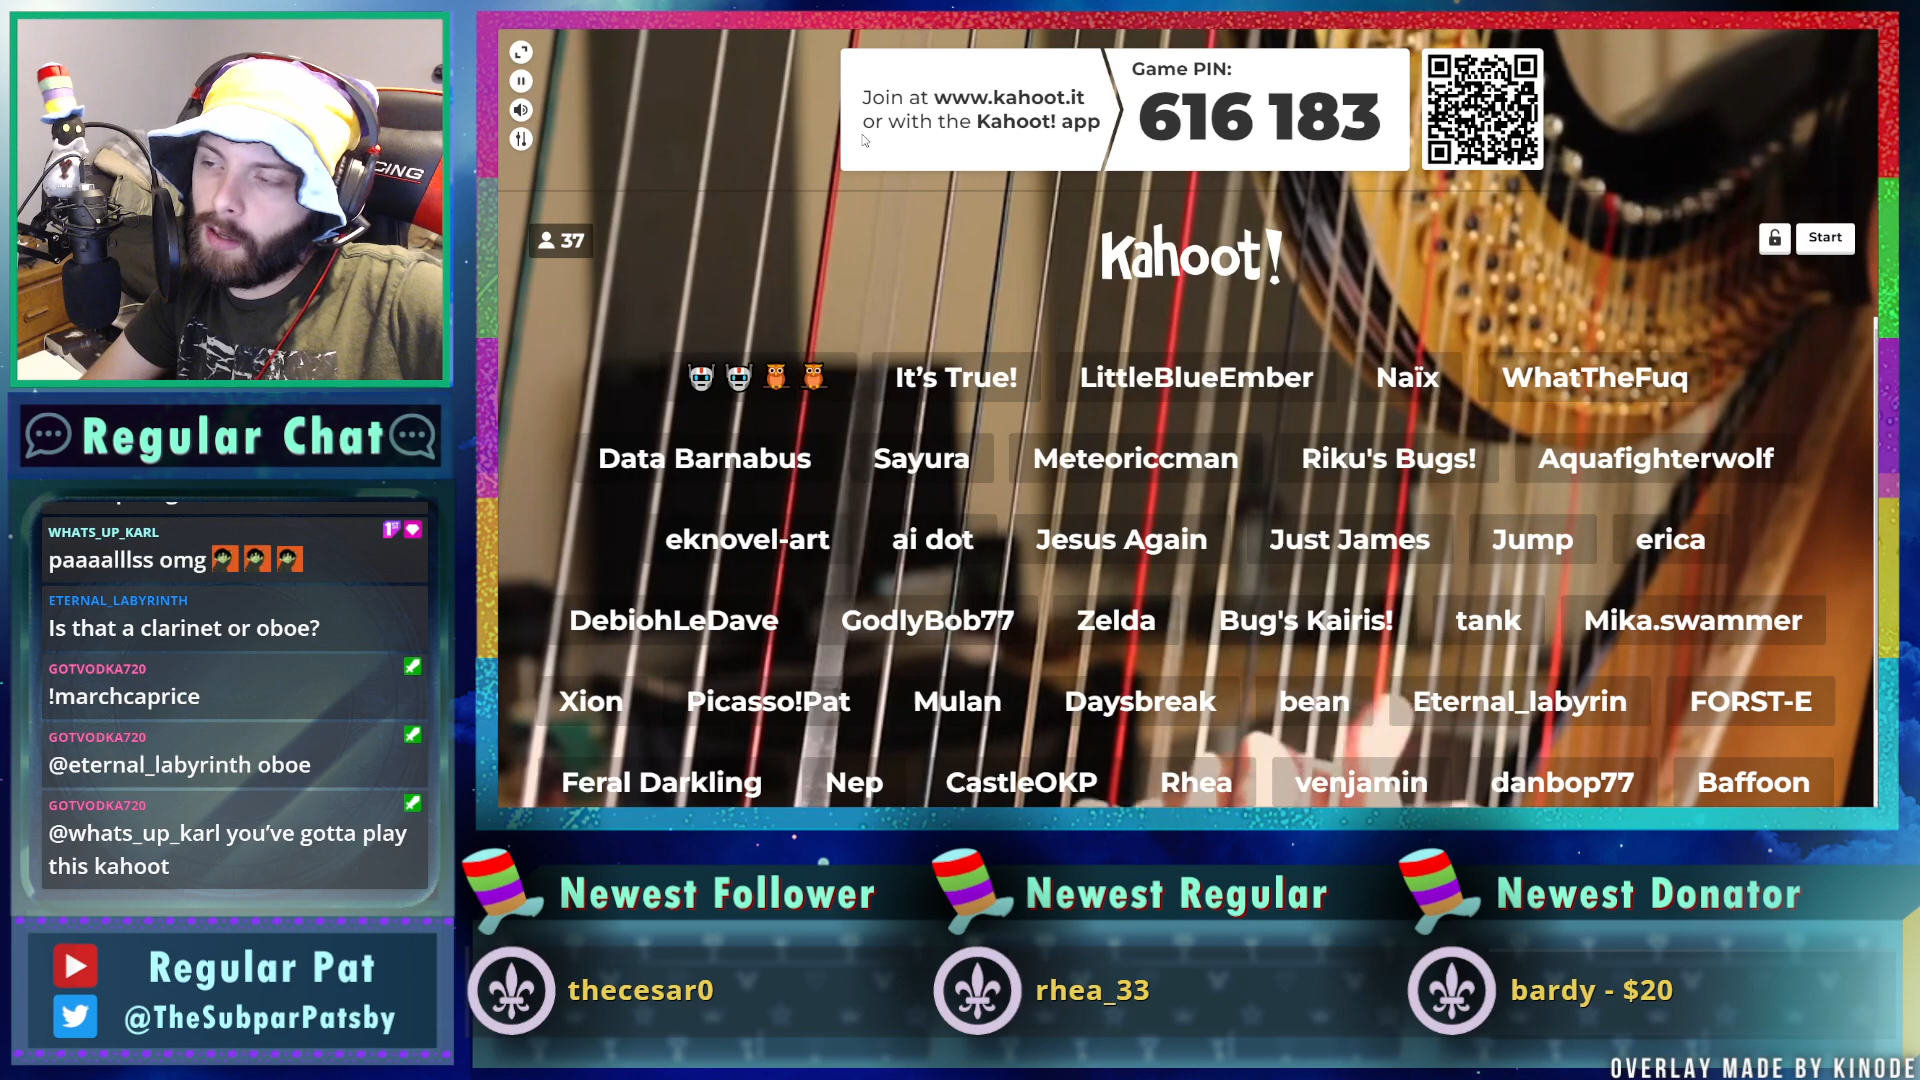 CING
Join at www.kahoot.it
or with the Kahoot! app
Game PIN:
616 183
37
Kahoot!
Start
It's True!
LittleBlueEmber
Naïx
WhatTheFuq
Data Barnabus
Sayura
Meteoriccman
Riku's Bugs!
Aquafighterwolf
eknovel-art
ai dot
Jesus Again
Just James
Jump
erica
DebiohLeDave
GodlyBob77
Zelda
Bug's Kairis!
tank
Mika.swammer
Xion
Picasso!Pat
Mulan
Daysbreak
bean
Eternal_labyrin
FORST-E
Feral Darkling
Nep
CastleOKP
Rhea
venjamin
danbop77
Baffoon
Regular Chat
WHATS_UP_KARL
1ST
paaaalllss omg
ETERNAL_LABYRINTH
Is that a clarinet or oboe?
GOTVODKA720
!marchcaprice
GOTVODKA720
@eternal_labyrinth oboe
GOTVODKA720
@whats_up_karl you've gotta play
this kahoot
Regular Pat
@TheSubparPatsby
Newest Follower
thecesar0
Newest Regular
rhea_33
Newest Donator
bardy - $20
OVERLAY MADE BY KINODE